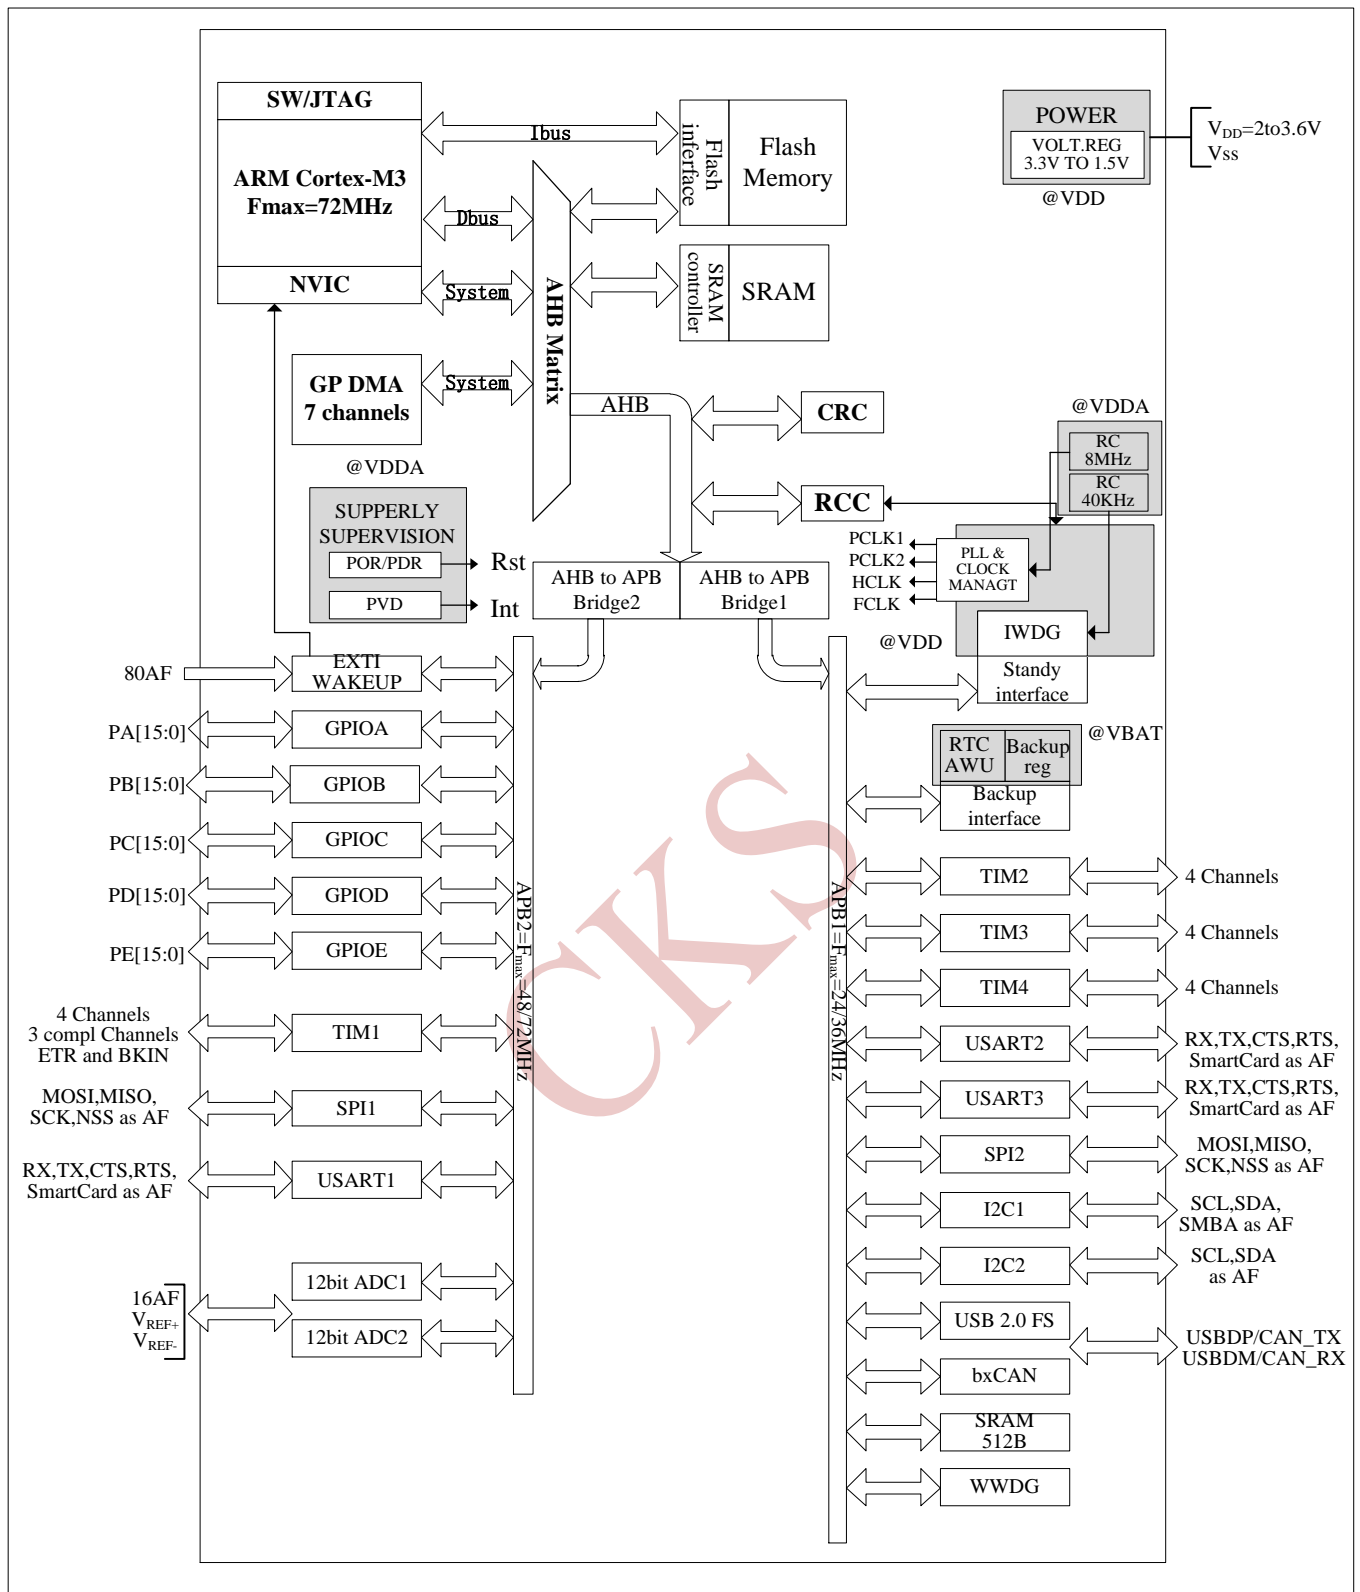 SW/JTAG
ARM Cortex-M3
Fmax=72MHz
NVIC
Ibus
Dbus
System
System
GP DMA
7 channels
AHB Matrix
Flash
inferface
Flash
Memory
SRAM
controller
SRAM
POWER
VOLT.REG
3.3V TO 1.5V
@VDD
VDD=2to3.6V
Vss
AHB
CRC
RCC
@VDDA
RC
8MHz
RC
40KHz
@VDDA
SUPPERLY
SUPERVISION
POR/PDR
PVD
Rst
Int
AHB to APB
Bridge2
AHB to APB
Bridge1
PCLK1
PCLK2
HCLK
FCLK
PLL &
CLOCK
MANAGT
@VDD
IWDG
Standy
interface
RTC
AWU
Backup
reg
@VBAT
Backup
interface
80AF
EXTI
WAKEUP
PA[15:0]
GPIOA
PB[15:0]
GPIOB
PC[15:0]
GPIOC
PD[15:0]
GPIOD
PE[15:0]
GPIOE
4 Channels
3 compl Channels
ETR and BKIN
TIM1
MOSI,MISO,
SCK,NSS as AF
SPI1
RX,TX,CTS,RTS,
SmartCard as AF
USART1
16AF
VREF+
VREF-
12bit ADC1
12bit ADC2
APB2=Fmax=48/72MHz
APB1=Fmax=24/36MHz
CKS
TIM2
4 Channels
TIM3
4 Channels
TIM4
4 Channels
USART2
RX,TX,CTS,RTS,
SmartCard as AF
USART3
RX,TX,CTS,RTS,
SmartCard as AF
SPI2
MOSI,MISO,
SCK,NSS as AF
I2C1
SCL,SDA,
SMBA as AF
I2C2
SCL,SDA
as AF
USB 2.0 FS
USBDP/CAN_TX
USBDM/CAN_RX
bxCAN
SRAM
512B
WWDG